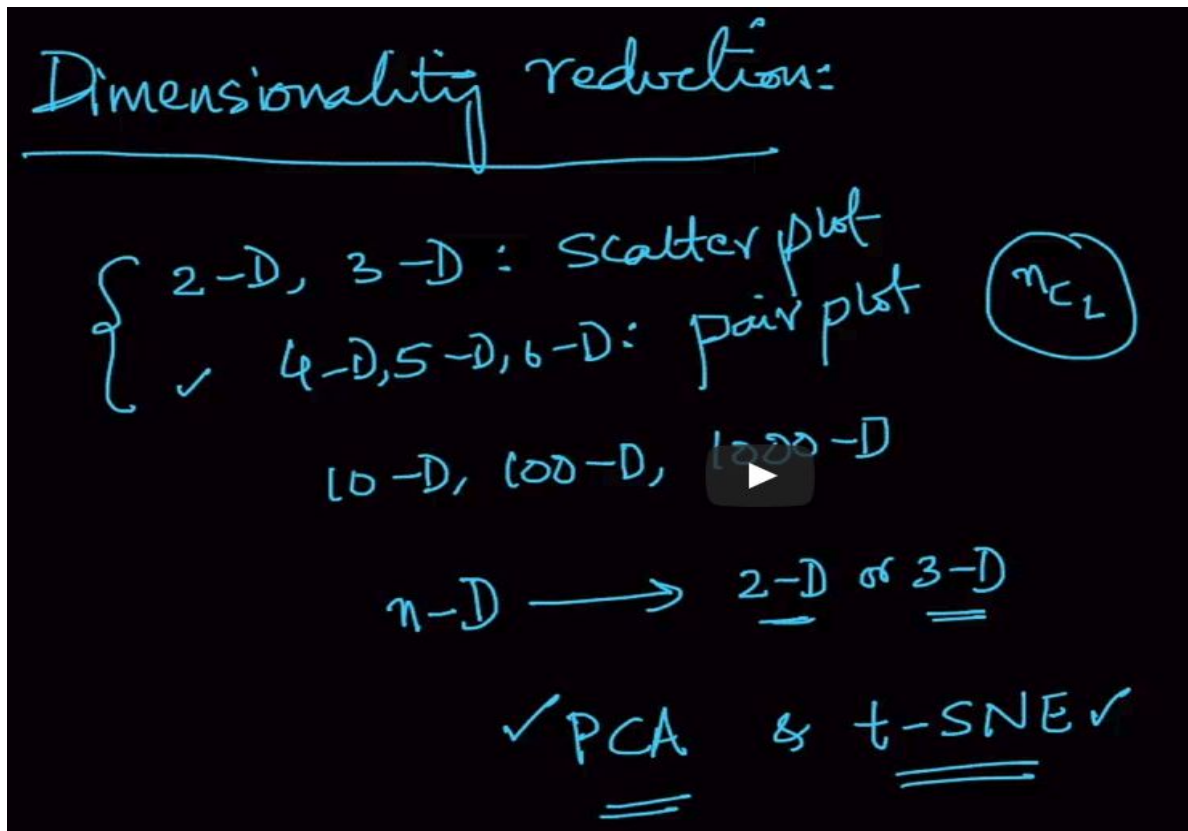 Dimensionality reduction:
2-D, 3-D : scatter plot
✓ 4-D, 5-D, 6-D: pair plot
nC2
10-D, 100-D, 1000-D
n-D → 2-D or 3-D
✓ PCA & t-SNE ✓